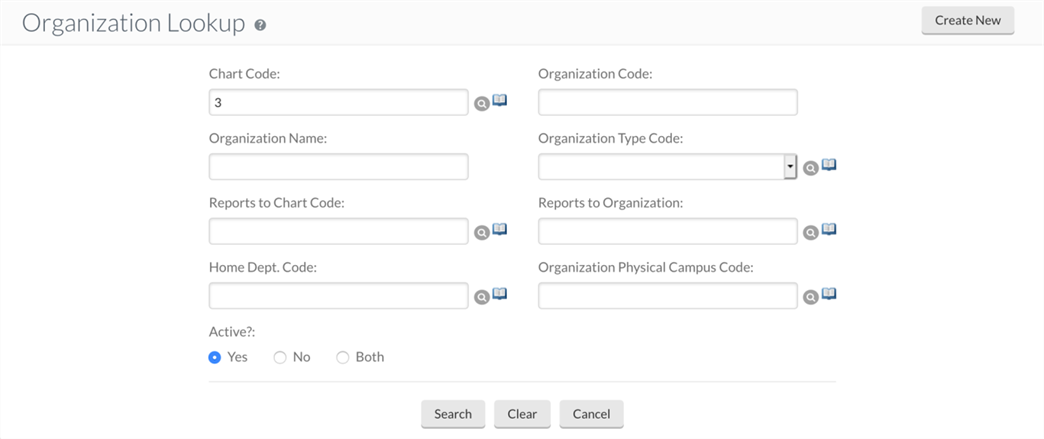 Organization Lookup ?
Create New
Chart Code: Organization Code:
3
Organization Name: Organization Type Code:
Reports to Chart Code: Reports to Organization:
Home Dept. Code: Organization Physical Campus Code:
Active?:
Yes No Both
Search Clear Cancel